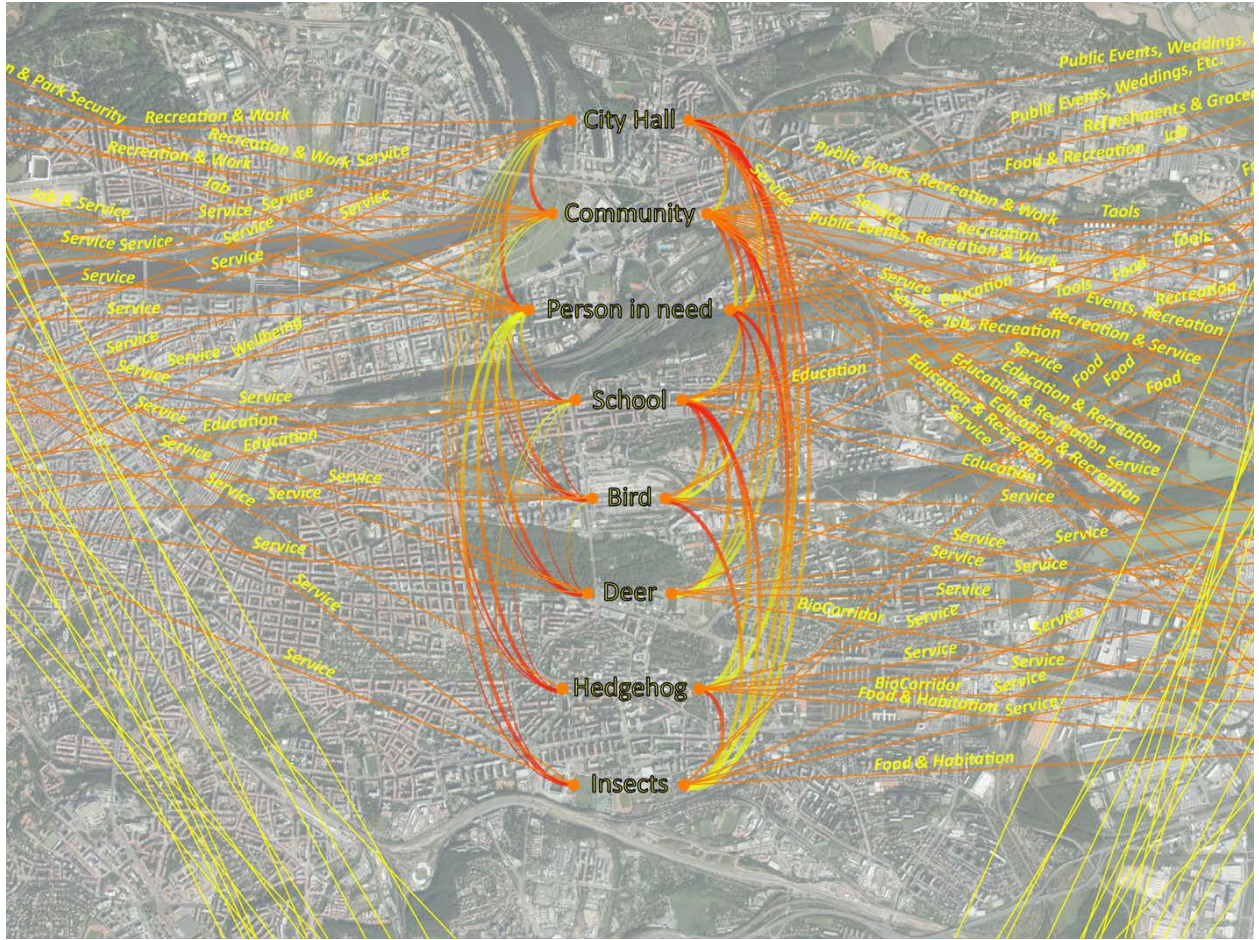 Public Events, Weddings,
Public Events, Weddings, Etc.
& Park Security
Recreation & Work
Refreshments &
City Hall
Job
Recreation & Work Service
Recreation & Work
Food & Recreation
Public Events, Recreation & Work
Service
Job
Job & Service
Service Service
Service
Community
Service
Recreation
Tools
Public Events, Recreation & Work
Service Service
Service
Tools
Service
Service
Food
Service
Service
Education
Tools
Events, Recreation
Recreation
Service
Person in need
Job, Recreation
Recreation & Service
Service
Service Wellbeing
Service
Food
Food
Food
Service
Education
Education & Recreation
Education & Recreation Service
Education & Recreation
Education & Recreation
Service
Service
School
Service
Education
Service
Education
Education
Service
Service
Service
Bird
Service
Service
Service
Service
Service
Service
Service
Deer
Service
BioCorridor
Service
Service
Service
Service
Service
Hedgehog
BioCorridor
Service
Food & Habitation Service
Food & Habitation
Insects